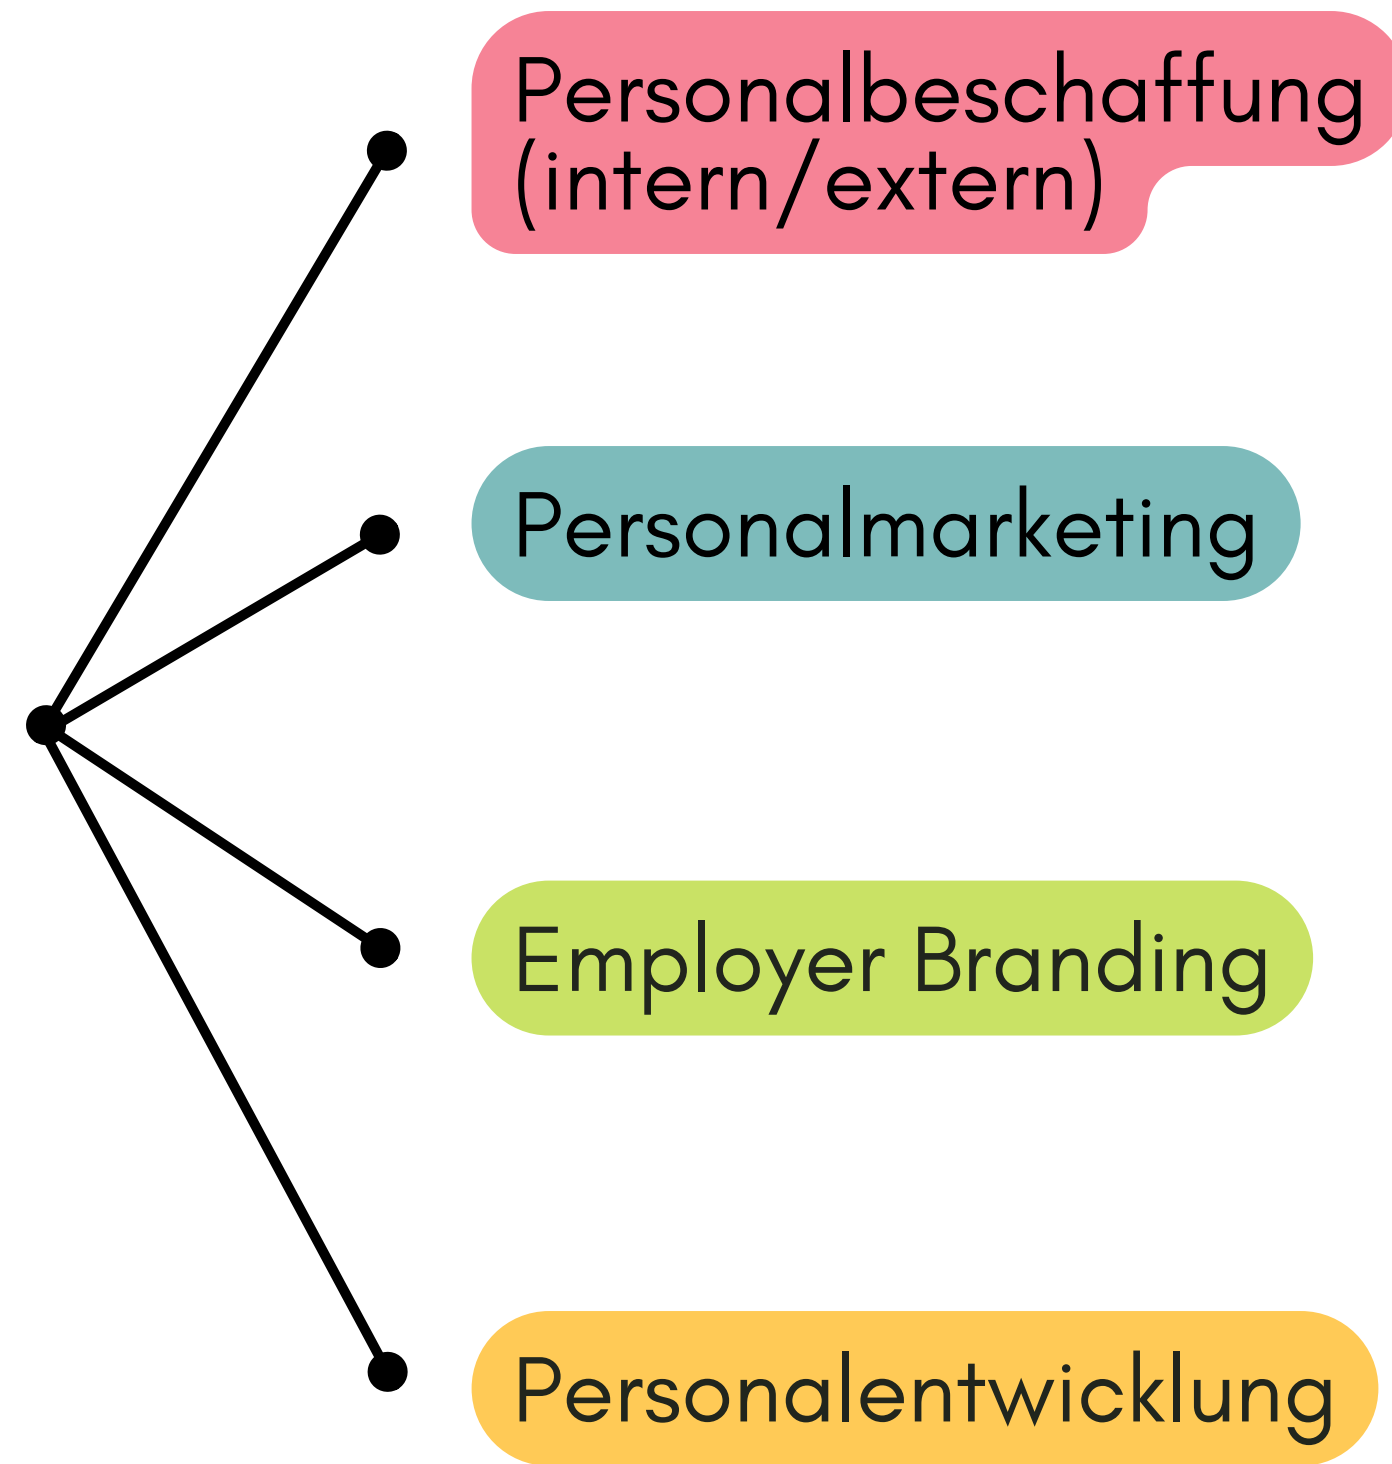 Personalbeschaffung
(intern/extern)
Personalmarketing
Employer Branding
Personalentwicklung